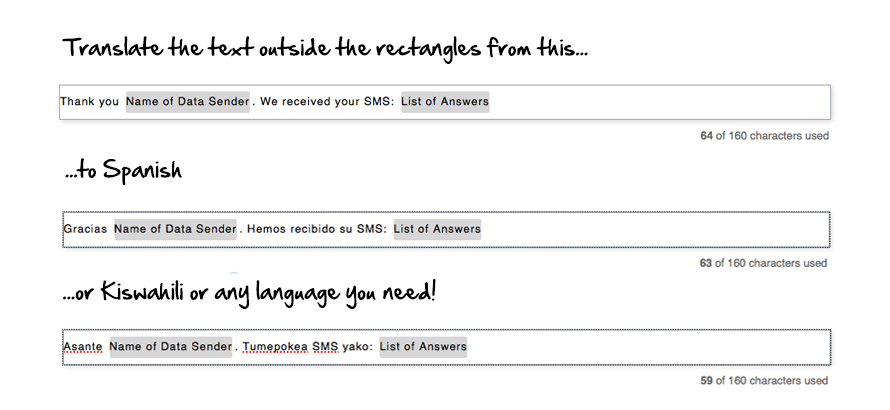 Translate the text outside the rectangles from this...
Thank you Name of Data Sender . We received your SMS: List of Answers
64 of 160 characters used
...to Spanish
Gracias Name of Data Sender . Hemos recibido su SMS: List of Answers
63 of 160 characters used
...or Kiswahili or any language you need!
Asante Name of Data Sender . Tumepokea SMS yako: List of Answers
59 of 160 characters used